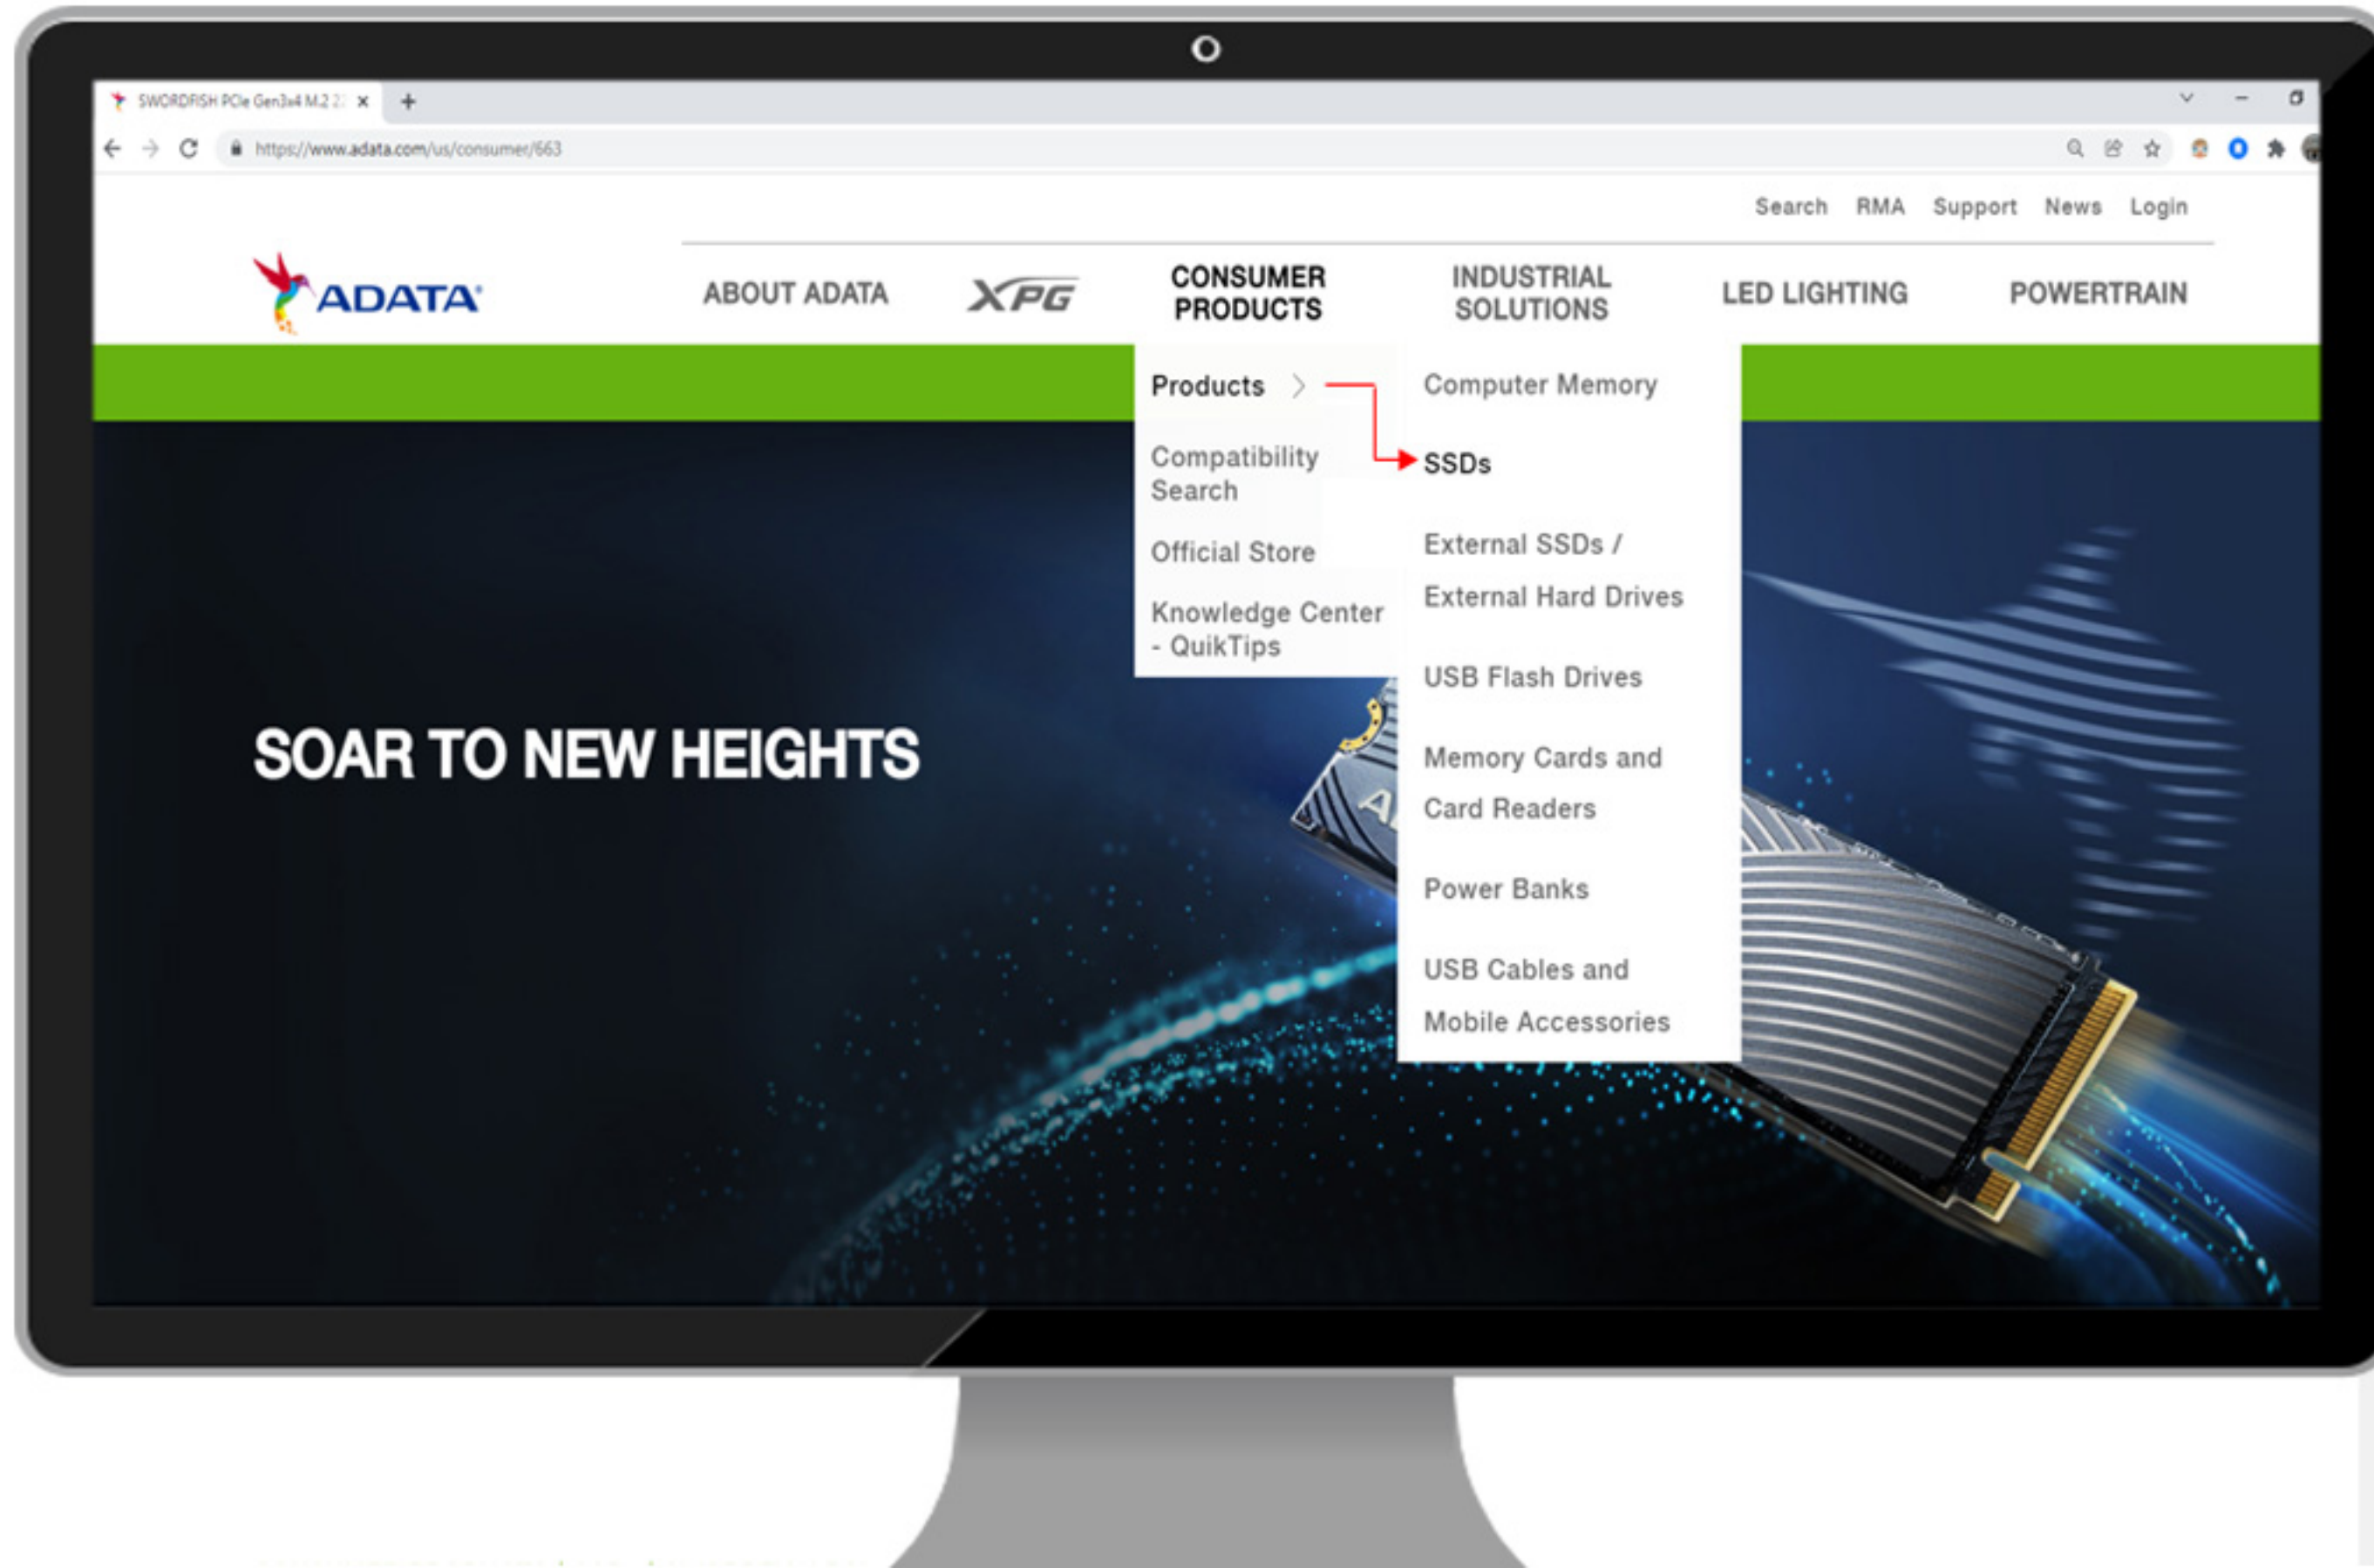 SWORDFISH PCIe Gen3x4 M.2 22
https://www.adata.com/us/consumer/663
Search RMA Support News Login
ADATA
ABOUT ADATA
XPG
CONSUMER
PRODUCTS
INDUSTRIAL
SOLUTIONS
LED LIGHTING
POWERTRAIN
Products >
Compatibility
Search
Official Store
Knowledge Center
- QuikTips
Computer Memory
SSDs
External SSDs /
External Hard Drives
USB Flash Drives
Memory Cards and
Card Readers
Power Banks
USB Cables and
Mobile Accessories
SOAR TO NEW HEIGHTS
A